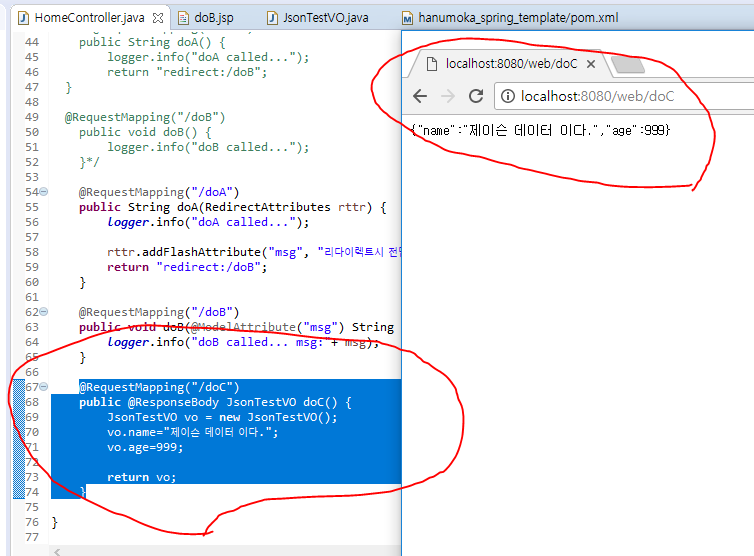 HomeController.java
doB.jsp
JsonTestVO.java
hanumoka_spring_template/pom.xml
44 public String doA() {
45 logger.info("doA called...");
46 return "redirect:/doB";
47 }
48
49 @RequestMapping("/doB")
50 public void doB() {
51 logger.info("doB called...");
52 }*/
53
54 @RequestMapping("/doA")
55 public String doA(RedirectAttributes rttr) {
56 logger.info("doA called...");
57
58 rttr.addFlashAttribute("msg", "리다이렉트시
59 return "redirect:/doB";
60 }
61
62 @RequestMapping("/doB")
63 public void doB(@ModelAttribute("msg") String
64 logger.info("doB called... msg:"+ msg);
65 }
66
67 @RequestMapping("/doC")
68 public @ResponseBody JsonTestVO doC() {
69 JsonTestVO vo = new JsonTestVO();
70 vo.name="제이슨 데이터 이다.";
71 vo.age=999;
72
73 return vo;
74 }
75
76 }
77
localhost:8080/web/doC
localhost:8080/web/doC
{"name":"제이슨 데이터 이다.","age":999}